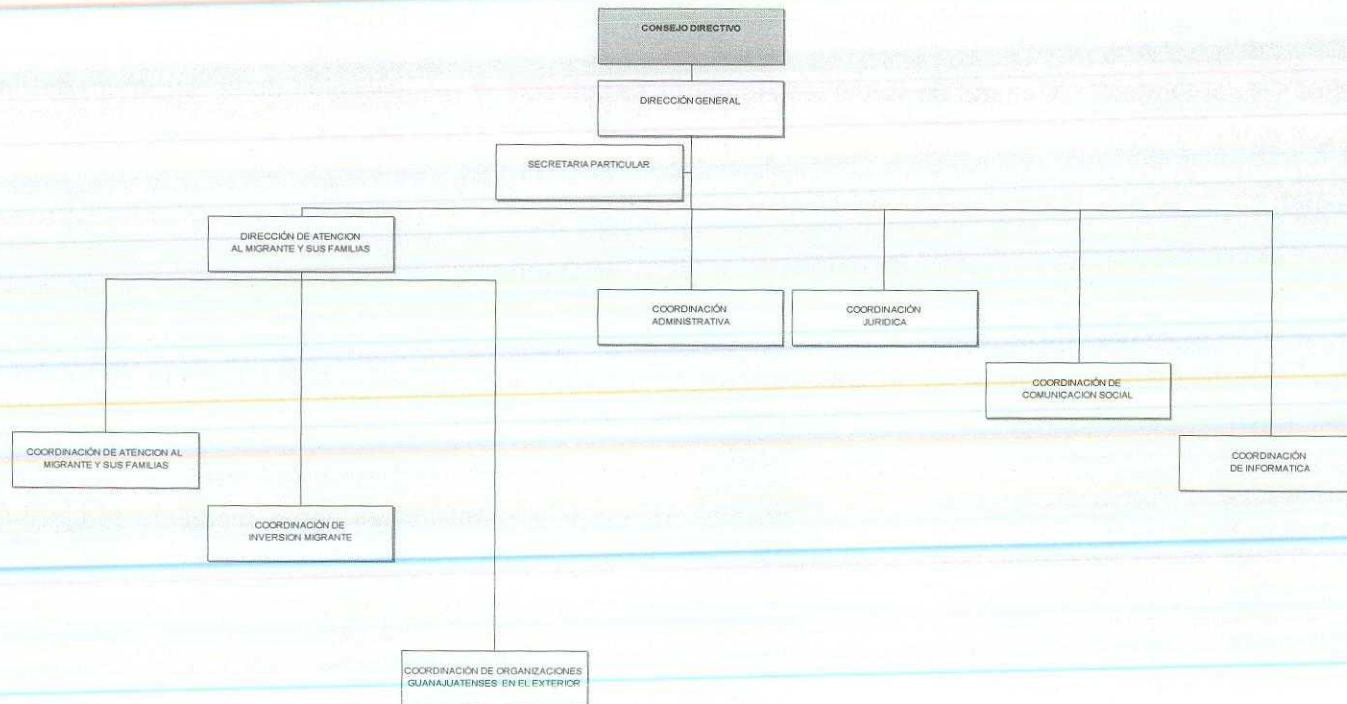 CONSEJO DIRECTIVO
DIRECCIÓN GENERAL
SECRETARIA PARTICULAR
DIRECCIÓN DE ATENCION
AL MIGRANTE Y SUS FAMILIAS
COORDINACIÓN
ADMINISTRATIVA
COORDINACIÓN
JURIDICA
COORDINACIÓN DE
COMUNICACION SOCIAL
COORDINACIÓN DE ATENCION AL
MIGRANTE Y SUS FAMILIAS
COORDINACIÓN
DE INFORMATICA
COORDINACIÓN DE
INVERSION MIGRANTE
COORDINACIÓN DE ORGANIZACIONES
GUANAJUATENSES EN EL EXTERIOR